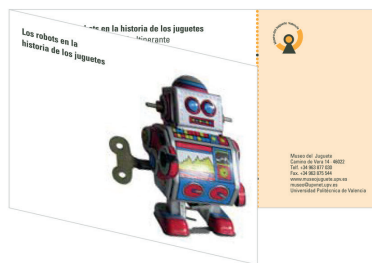 Los robots en la
historia de los juguetes
en la historia de los juguetes
itinerante
Museo del Juguete
Camino de Vera 14 · 46022
Telf. +34 963 877 030
Fax. +34 963 875 544
www.museojuguete.upv.es
museo@upvnet.upv.es
Universidad Politécnica de Valencia